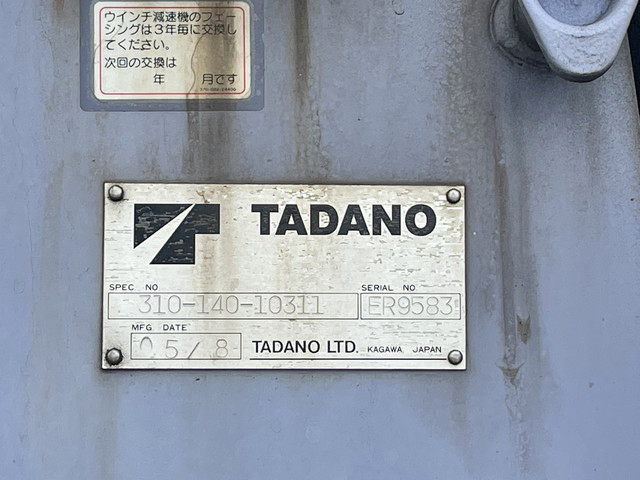 ウインチ減速機のフェー
シングは3年毎に交換し
てください。
次回の交換は
年 月です
TADANO
SPEC NO SERIAL NO
310-140-10311 ER9583
MFG DATE
05/8 TADANO LTD. KAGAWA JAPAN